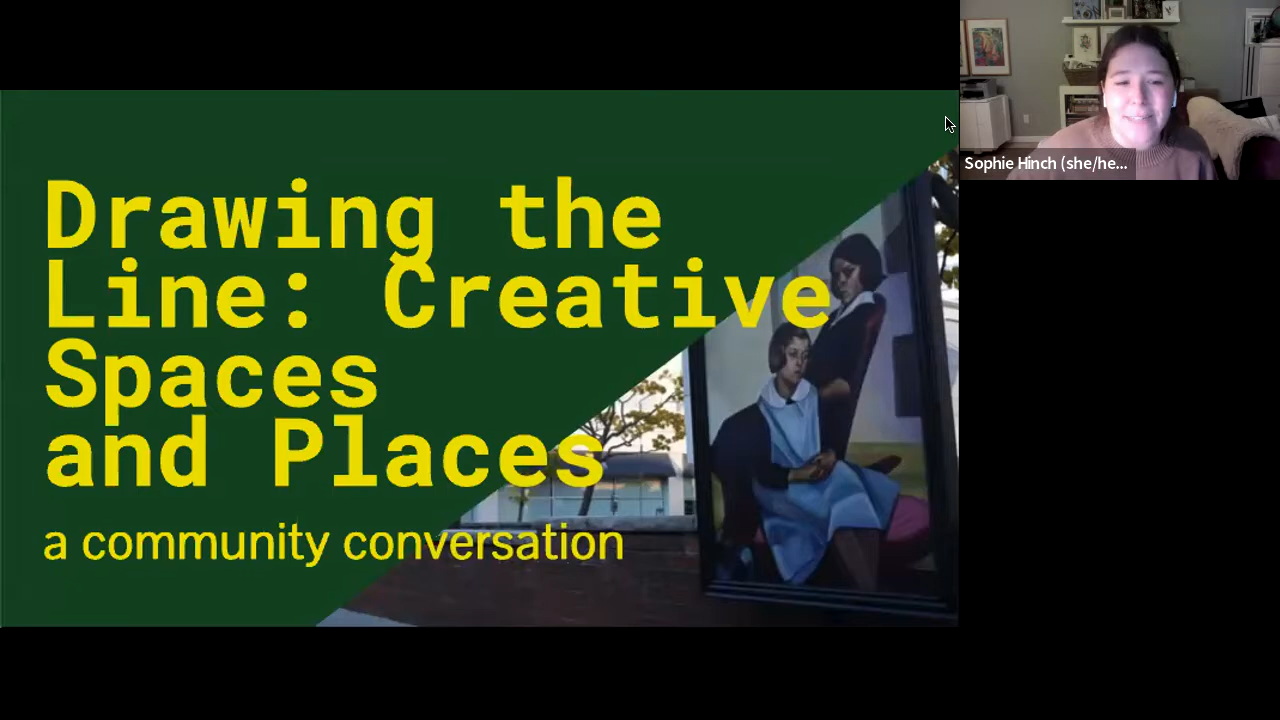 Drawing the
Line: Creative
Spaces
and Places
a community conversation
Sophie Hinch (she/he...